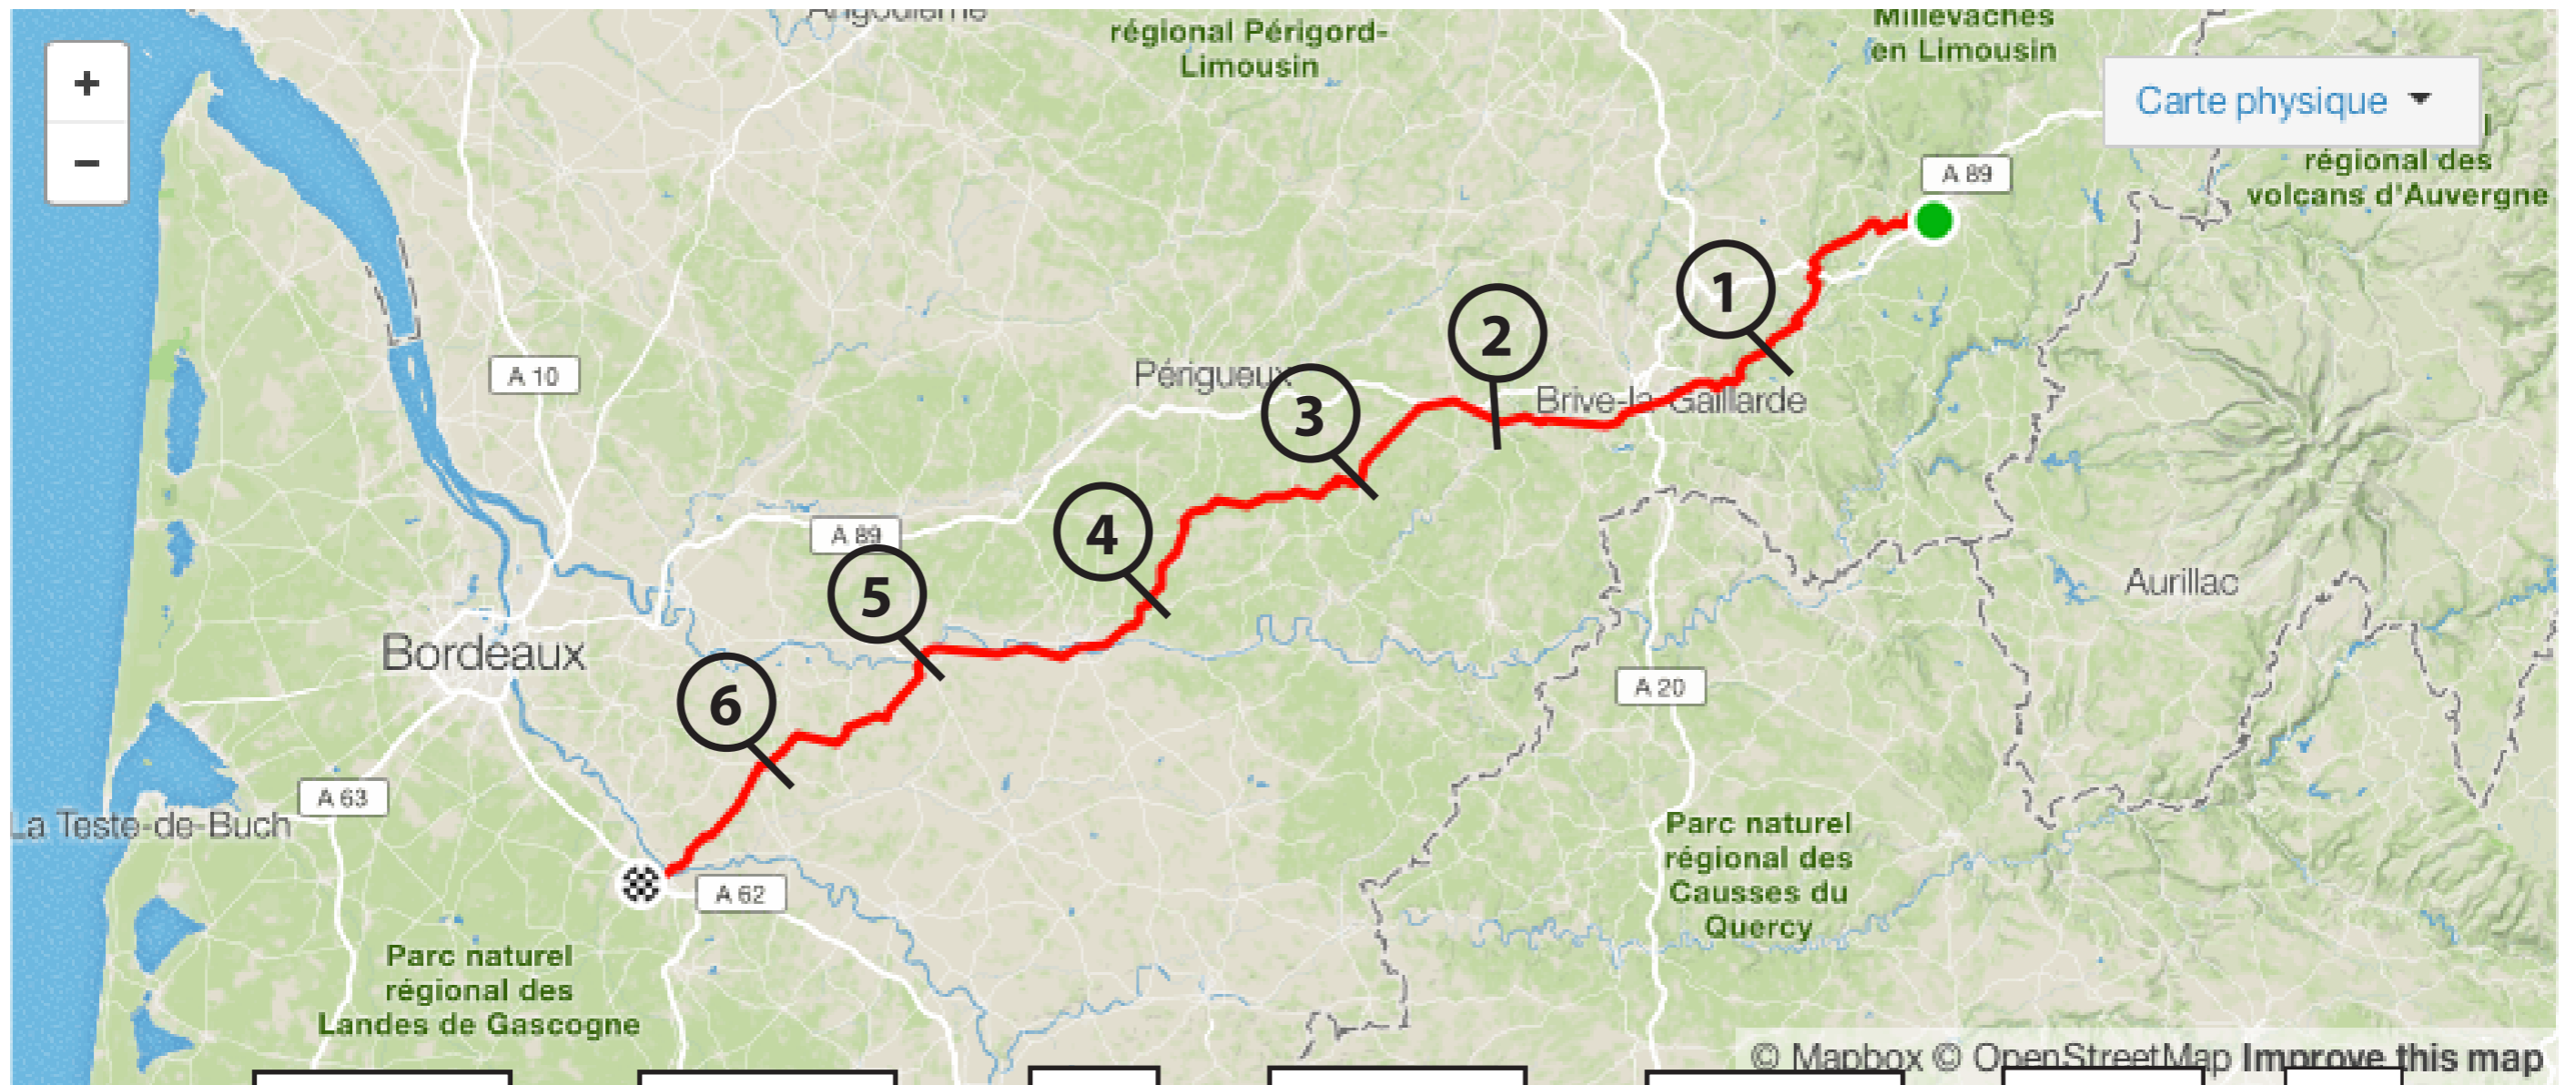 Angoulême
régional Périgord-
Limousin
Millevaches
en Limousin
+
−
Carte physique
régional des
volcans d'Auvergne
A 89
1
2
A 10
Périgueux
3
Brive-la-Gaillarde
4
A 89
5
Aurillac
Bordeaux
6
A 20
A 63
La Teste-de-Buch
Parc naturel
régional des
Causses du
Quercy
A 62
Parc naturel
régional des
Landes de Gascogne
© Mapbox © OpenStreetMap Improve this map